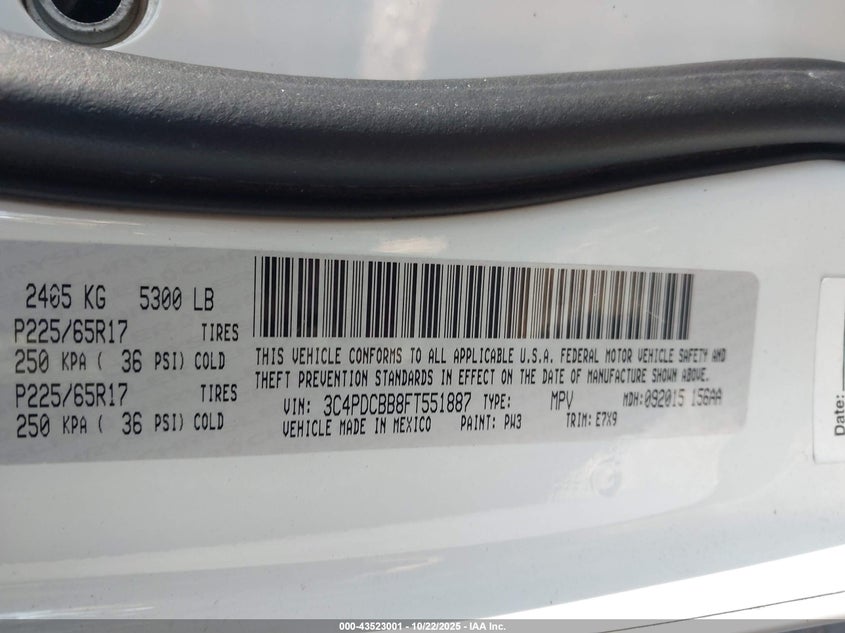 2405 KG 5300 LB
P225/65R17 TIRES
250 KPA ( 36 PSI) COLD
P225/65R17 TIRES
250 KPA ( 36 PSI) COLD
THIS VEHICLE CONFORMS TO ALL APPLICABLE U.S.A. FEDERAL MOTOR VEHICLE SAFETY AND
THEFT PREVENTION STANDARDS IN EFFECT ON THE DATE OF MANUFACTURE SHOWN ABOVE.
VIN: 3C4PDCBB8FT551887 TYPE: MPV MDH: 092015 156AA
VEHICLE MADE IN MEXICO PAINT: PW3 TRIM: E7X9
Date:
000-43523001 - 10/22/2025 - IAA Inc.